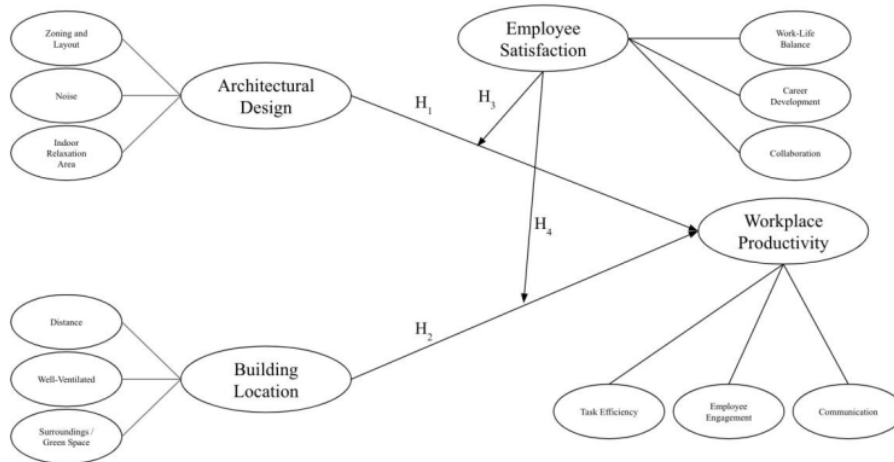 Zoning and
Layout
Noise
Indoor
Relaxation
Area
Architectural
Design
H1
Employee
Satisfaction
H3
H4
Work-Life
Balance
Career
Development
Collaboration
Workplace
Productivity
Distance
Well-Ventilated
Surroundings /
Green Space
Building
Location
H2
Task Efficiency
Employee
Engagement
Communication